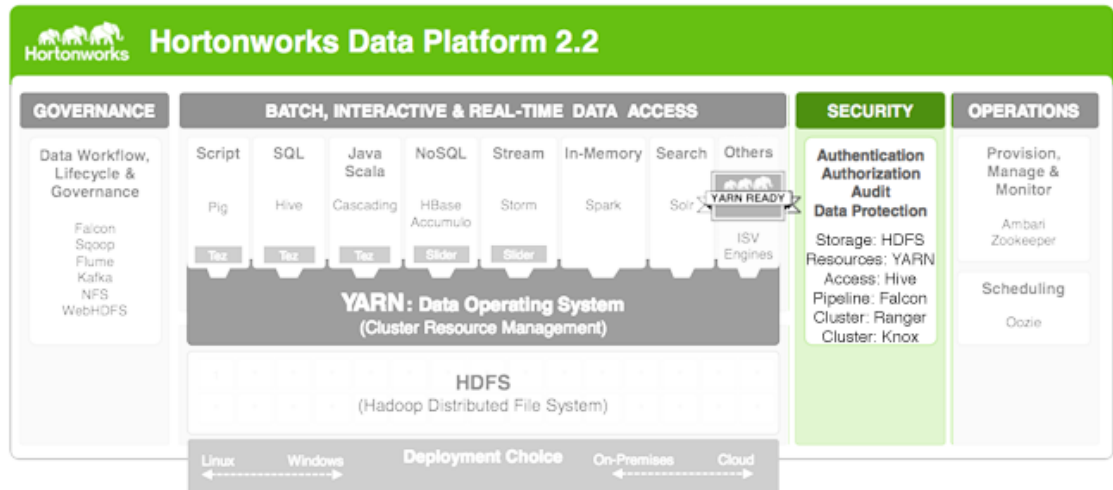 Hortonworks
Hortonworks Data Platform 2.2
GOVERNANCE
Data Workflow,
Lifecycle &
Governance
Falcon
Sqoop
Flume
Kafka
NFS
WebHDFS
BATCH, INTERACTIVE & REAL-TIME DATA ACCESS
Script
Pig
Tez
SQL
Hive
Tez
Java
Scala
Cascading
Tez
NoSQL
HBase
Accumulo
Slider
Stream
Storm
Slider
In-Memory
Spark
Search
Solr
Others
YARN READY
ISV
Engines
YARN: Data Operating System
(Cluster Resource Management)
HDFS
(Hadoop Distributed File System)
Deployment Choice
Linux
Windows
On-Premises
Cloud
SECURITY
Authentication
Authorization
Audit
Data Protection
Storage: HDFS
Resources: YARN
Access: Hive
Pipeline: Falcon
Cluster: Ranger
Cluster: Knox
OPERATIONS
Provision,
Manage &
Monitor
Ambari
Zookeeper
Scheduling
Oozie